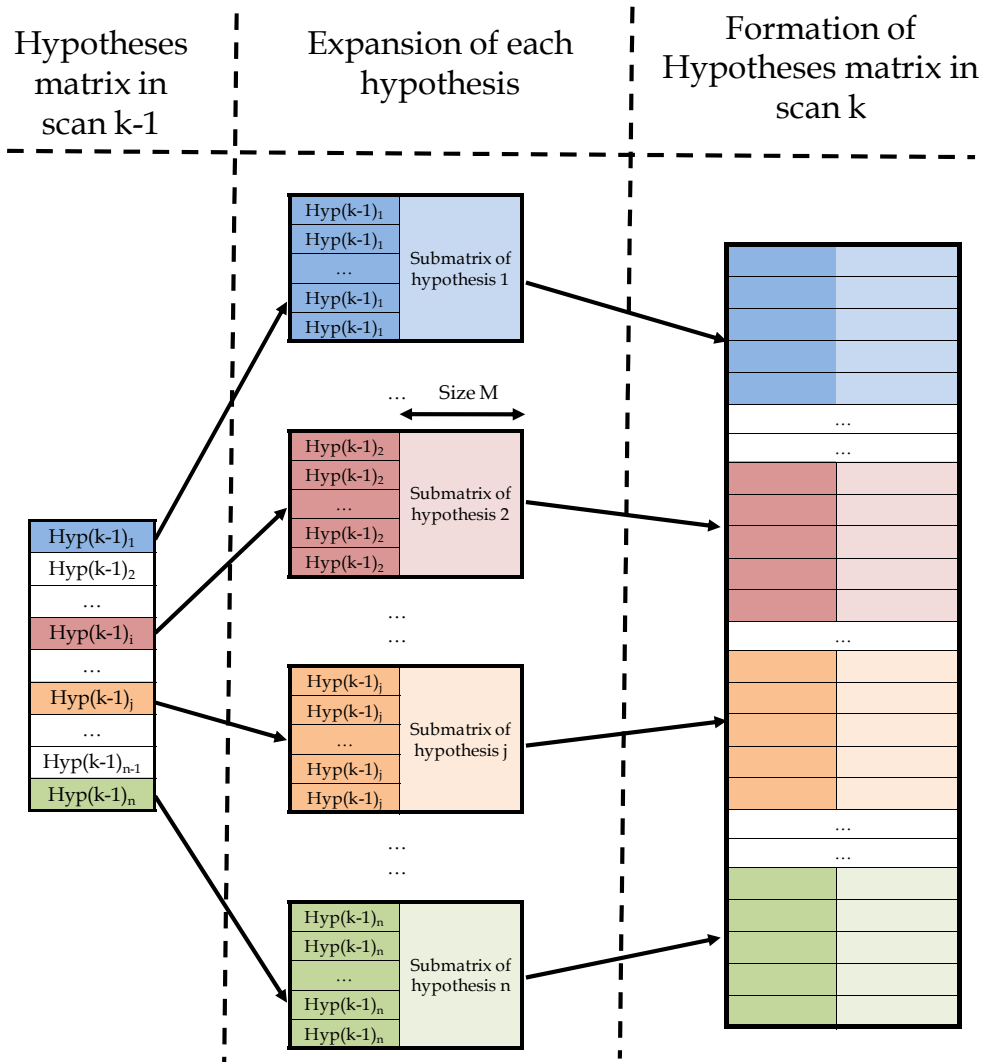 Hypotheses
matrix in
scan k-1
Expansion of each
hypothesis
Formation of
Hypotheses matrix in
scan k
Hyp(k-1)1
Hyp(k-1)2
…
Hyp(k-1)i
…
Hyp(k-1)j
…
Hyp(k-1)n-1
Hyp(k-1)n
Hyp(k-1)1
Hyp(k-1)1
…
Hyp(k-1)1
Hyp(k-1)1
Submatrix of
hypothesis 1
… Size M
Hyp(k-1)2
Hyp(k-1)2
…
Hyp(k-1)2
Hyp(k-1)2
Submatrix of
hypothesis 2
…
…
Hyp(k-1)j
Hyp(k-1)j
…
Hyp(k-1)j
Hyp(k-1)j
Submatrix of
hypothesis j
…
…
Hyp(k-1)n
Hyp(k-1)n
…
Hyp(k-1)n
Hyp(k-1)n
Submatrix of
hypothesis n
…
…
…
…
…